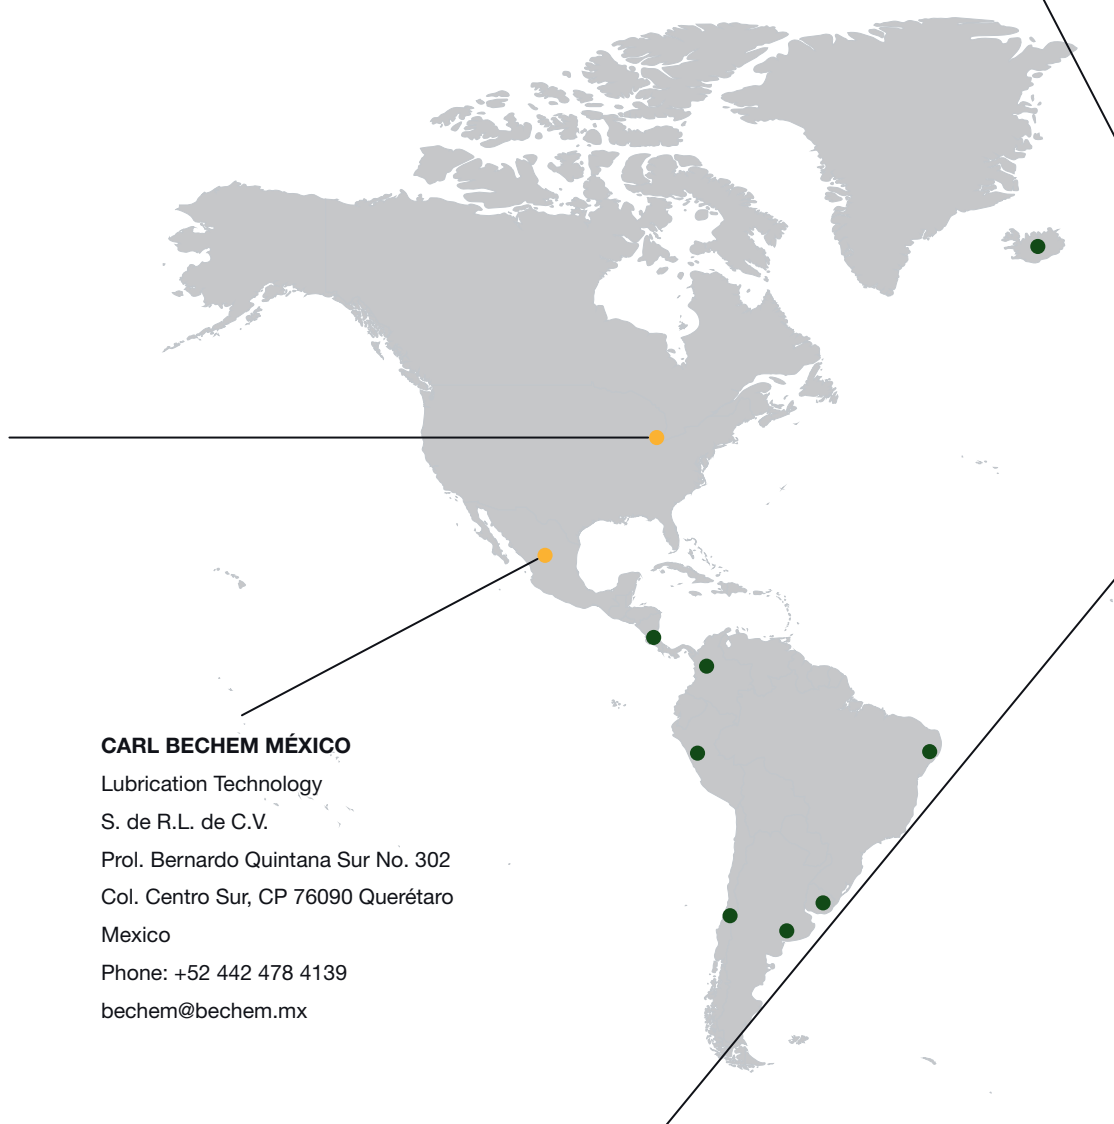 CARL BECHEM MÉXICO
Lubrication Technology
S. de R.L. de C.V.
Prol. Bernardo Quintana Sur No. 302
Col. Centro Sur, CP 76090 Querétaro
Mexico
Phone: +52 442 478 4139
bechem@bechem.mx